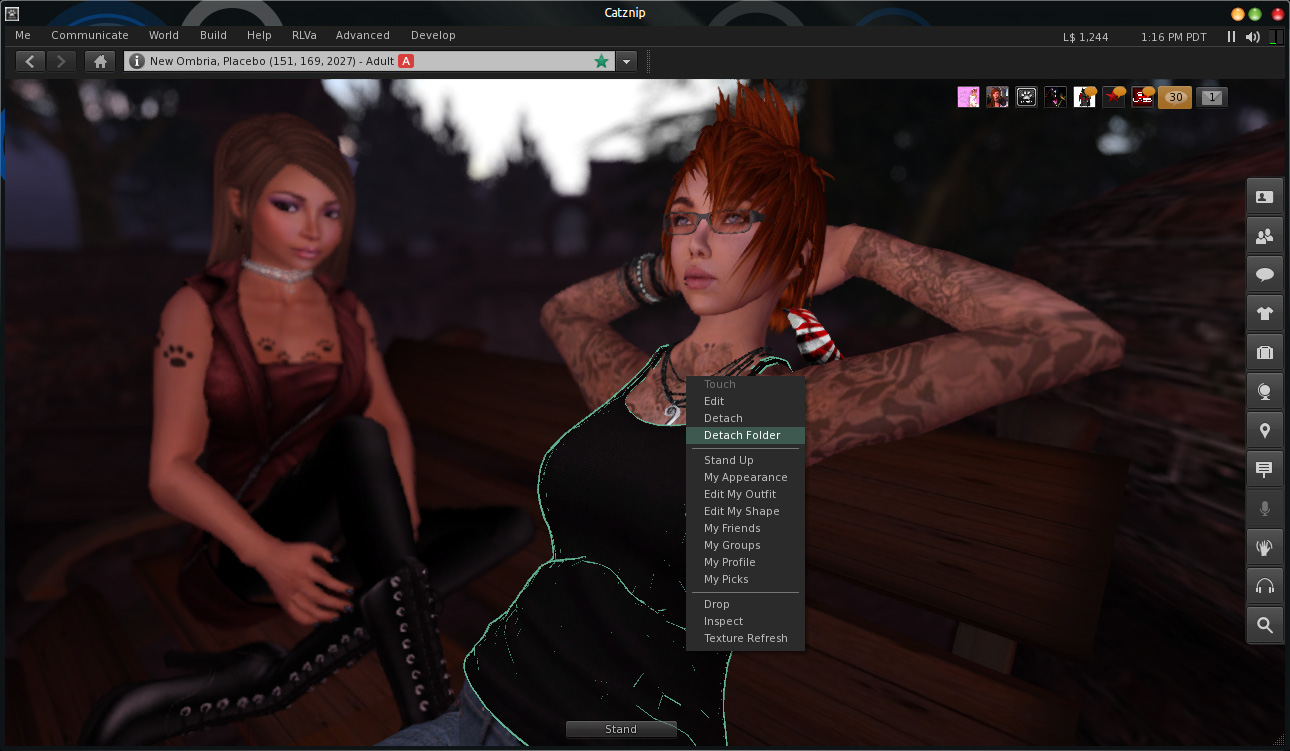 Catznip
Me Communicate World Build Help RLVa Advanced Develop L$ 1,244 1:16 PM PDT
New Ombria, Placebo (151, 169, 2027) - Adult A
30 1
Touch
Edit
Detach
Detach Folder
Stand Up
My Appearance
Edit My Outfit
Edit My Shape
My Friends
My Groups
My Profile
My Picks
Drop
Inspect
Texture Refresh
Stand